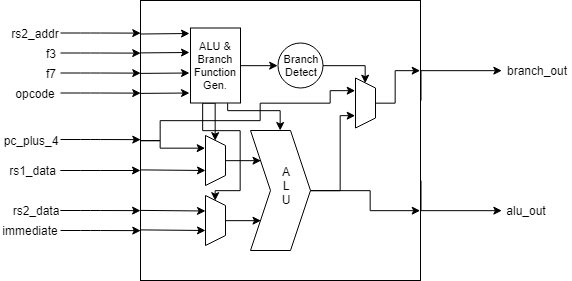 rs2_addr
f3
f7
opcode
pc_plus_4
rs1_data
rs2_data
immediate
ALU &
Branch
Function
Gen.
Branch
Detect
A
L
U
branch_out
alu_out